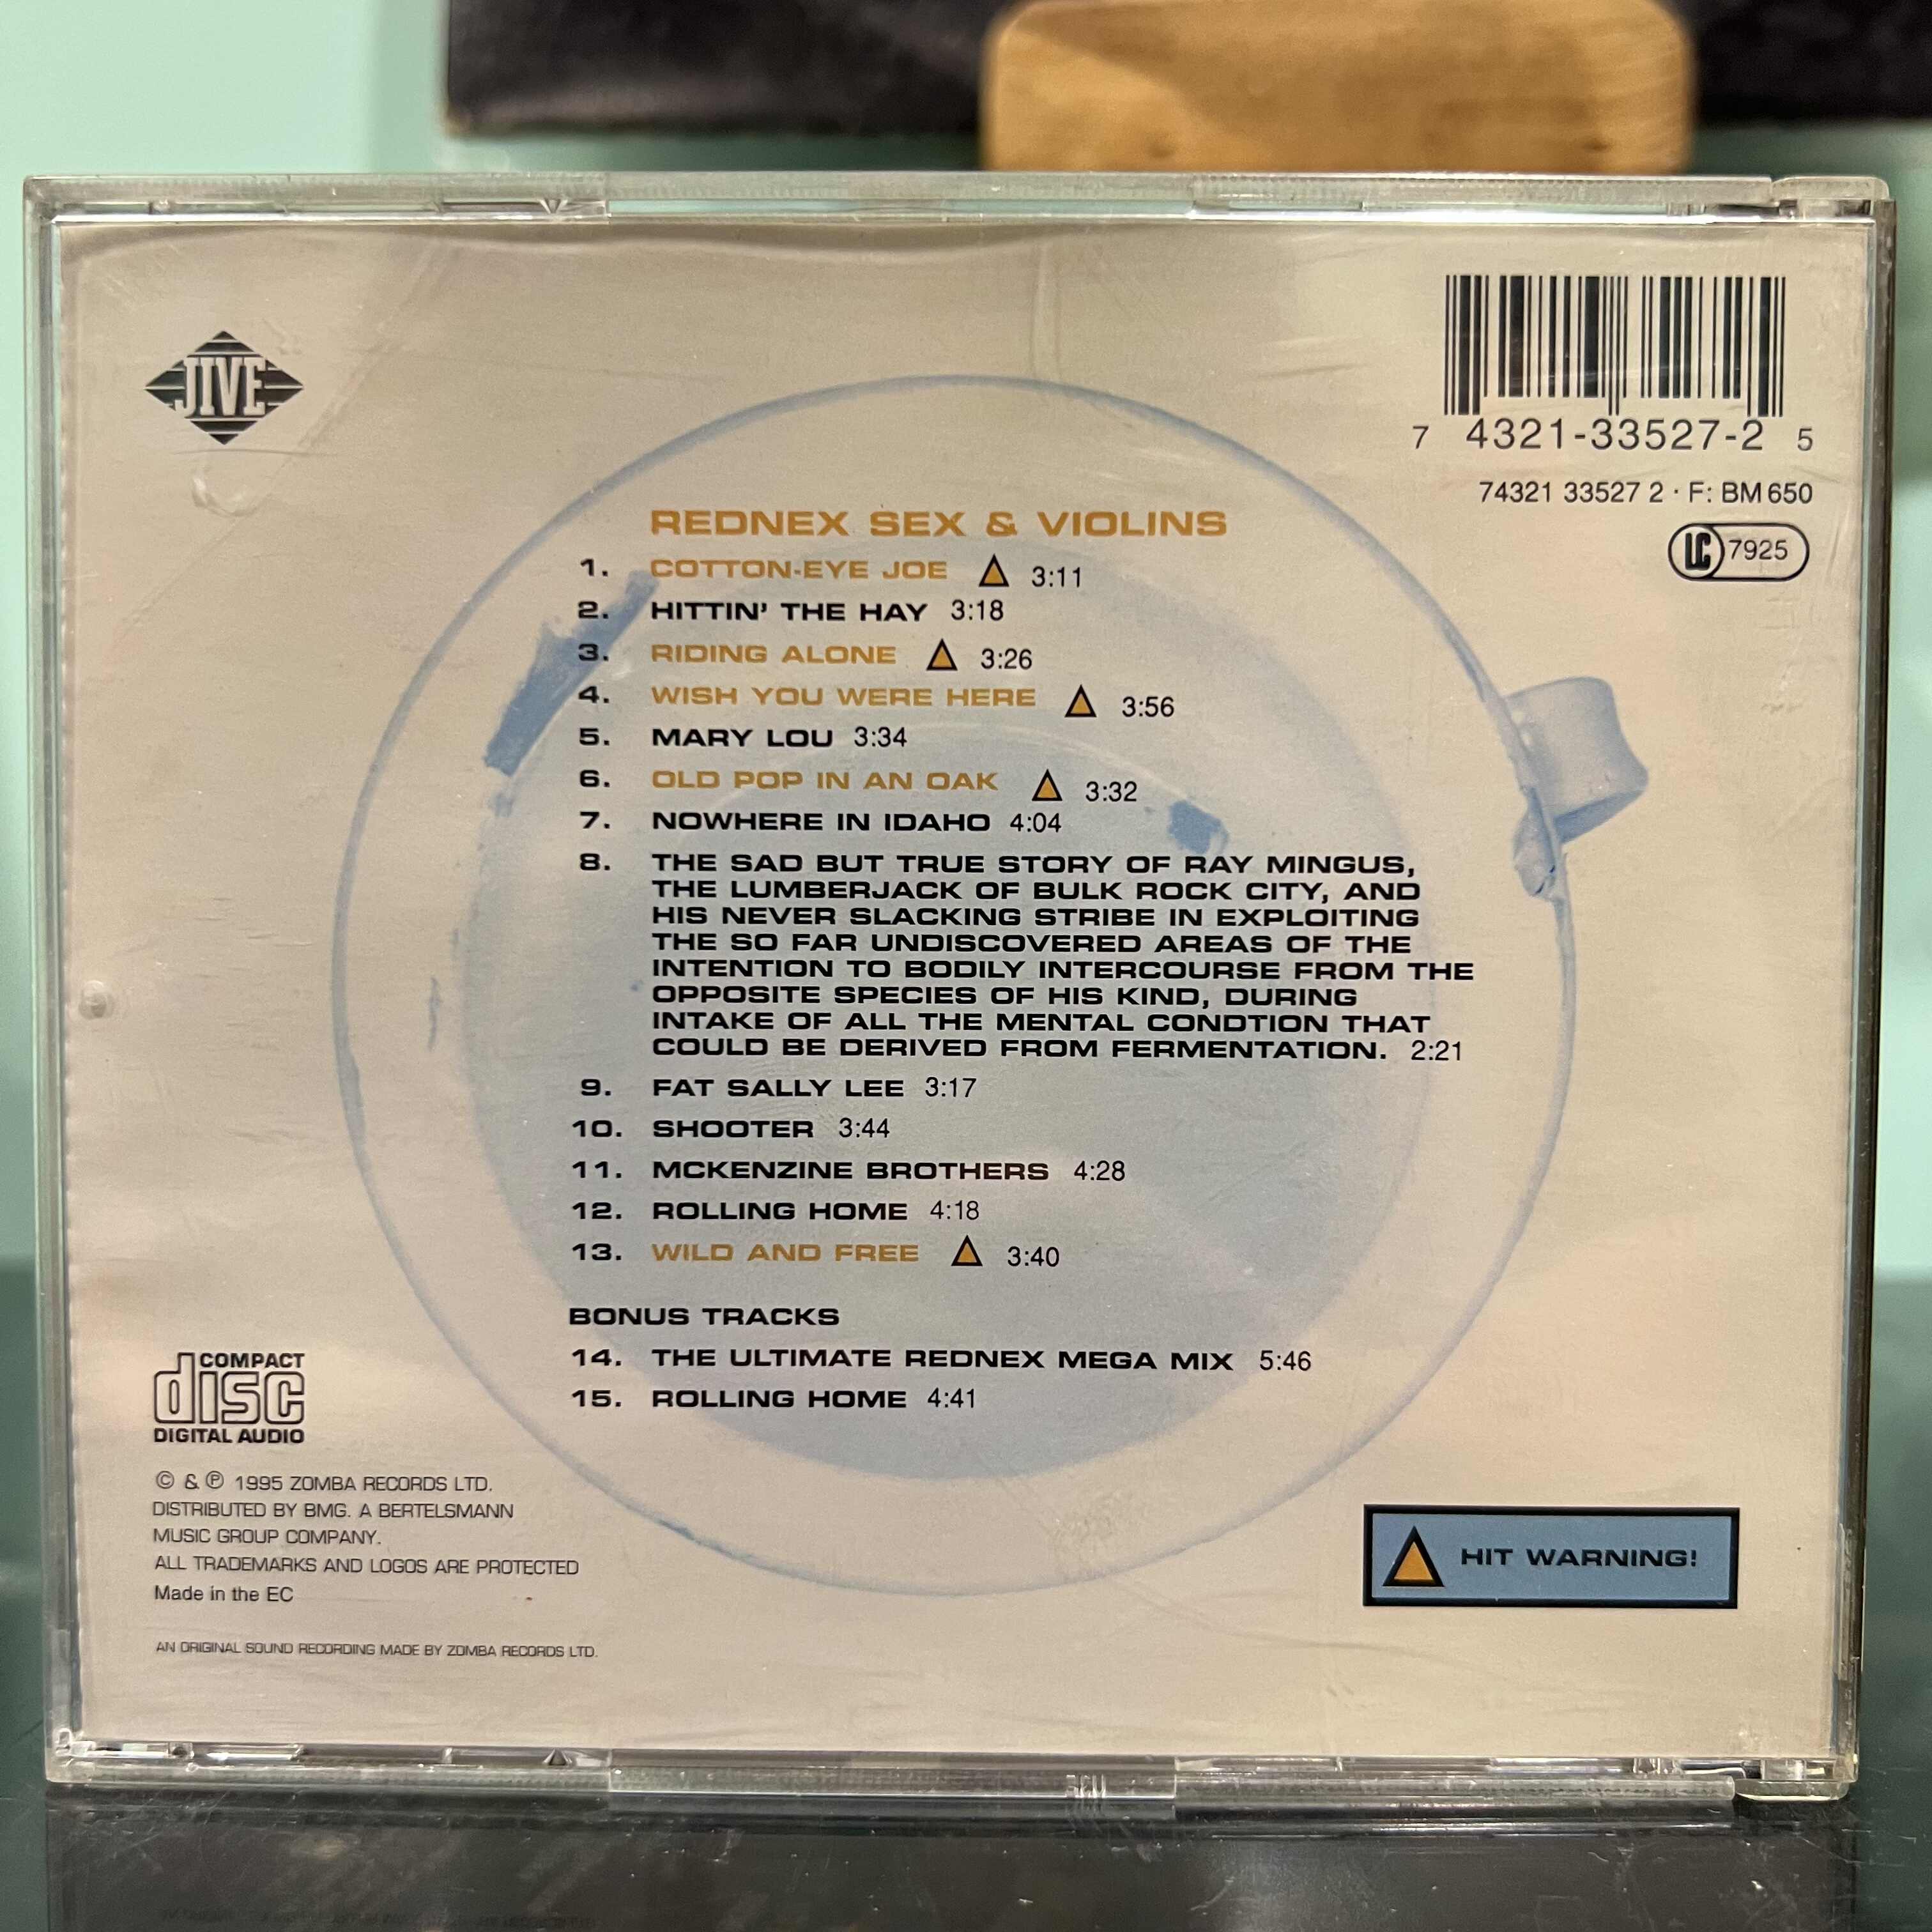 JIVE
7 4321-33527-2 5
74321 33527 2 · F: BM 650
LC 7925
REDNEX SEX & VIOLINS
1. COTTON-EYE JOE 3:11
2. HITTIN' THE HAY 3:18
3. RIDING ALONE 3:26
4. WISH YOU WERE HERE 3:56
5. MARY LOU 3:34
6. OLD POP IN AN OAK 3:32
7. NOWHERE IN IDAHO 4:04
8. THE SAD BUT TRUE STORY OF RAY MINGUS,
THE LUMBERJACK OF BULK ROCK CITY, AND
HIS NEVER SLACKING STRIBE IN EXPLOITING
THE SO FAR UNDISCOVERED AREAS OF THE
INTENTION TO BODILY INTERCOURSE FROM THE
OPPOSITE SPECIES OF HIS KIND, DURING
INTAKE OF ALL THE MENTAL CONDTION THAT
COULD BE DERIVED FROM FERMENTATION. 2:21
9. FAT SALLY LEE 3:17
10. SHOOTER 3:44
11. MCKENZINE BROTHERS 4:28
12. ROLLING HOME 4:18
13. WILD AND FREE 3:40
BONUS TRACKS
14. THE ULTIMATE REDNEX MEGA MIX 5:46
15. ROLLING HOME 4:41
COMPACT
disc
DIGITAL AUDIO
© & ℗ 1995 ZOMBA RECORDS LTD.
DISTRIBUTED BY BMG. A BERTELSMANN
MUSIC GROUP COMPANY.
ALL TRADEMARKS AND LOGOS ARE PROTECTED
Made in the EC
AN ORIGINAL SOUND RECORDING MADE BY ZOMBA RECORDS LTD.
HIT WARNING!